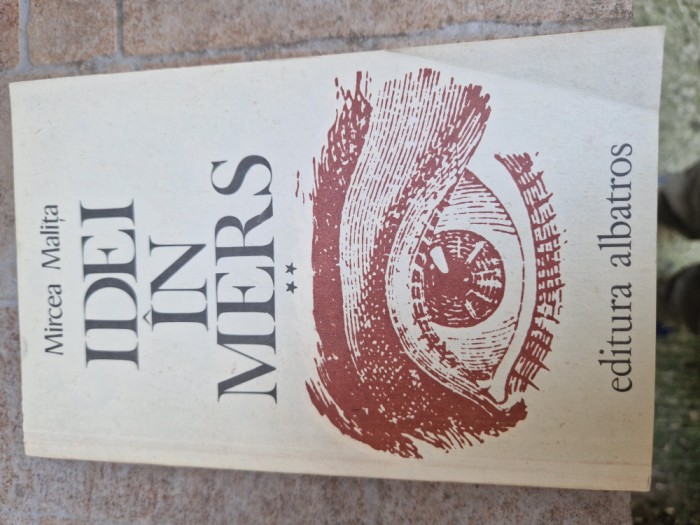 Mircea Malița
IDEI
ÎN
MERS
**
editura albatros